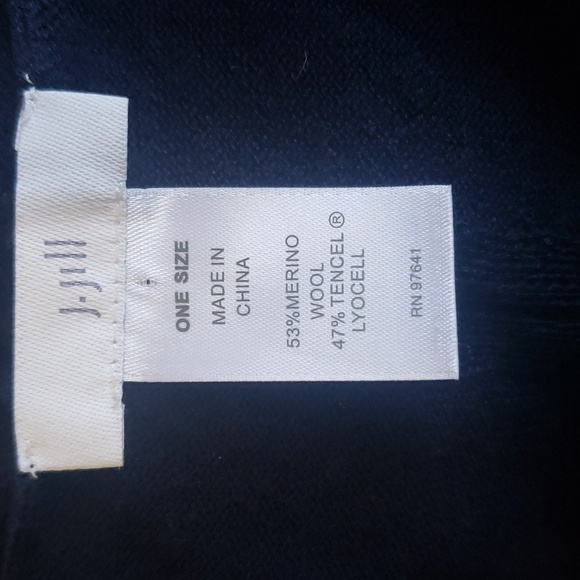 J.Jill
ONE SIZE
MADE IN
CHINA
53%MERINO
WOOL
47% TENCEL®
LYOCELL
RN 97641